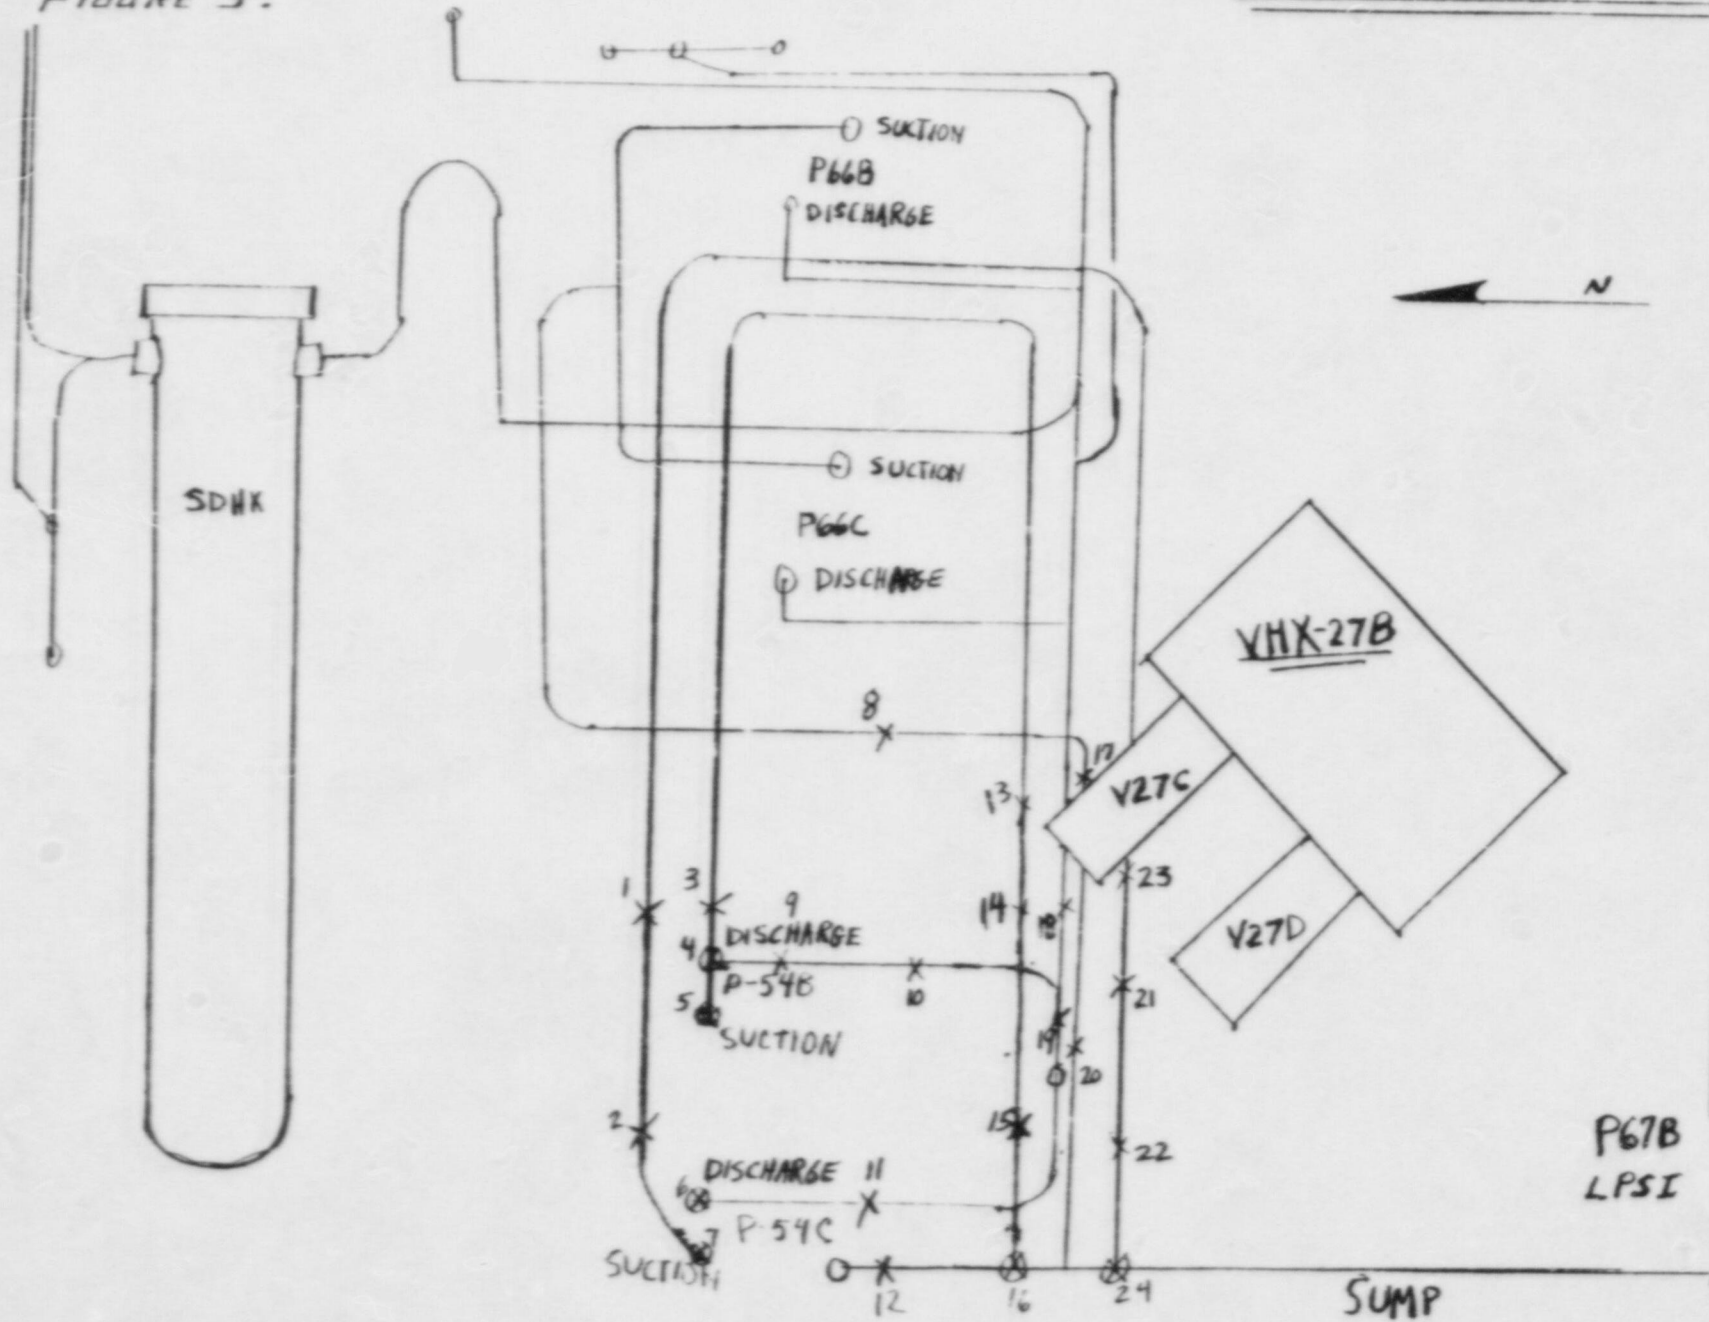 FIGURE 3.
SUCTION
P66B
DISCHARGE
N
SUCTION
SDHX
P66C
DISCHARGE
VHX-27B
8
17
V27C
13
1
3
9
14
18
23
DISCHARGE
4
P-54B
10
V27D
5
21
SUCTION
19
20
2
15
22
P67B
LPSI
DISCHARGE
11
6
P-54C
7
SUCTION
12
16
24
SUMP